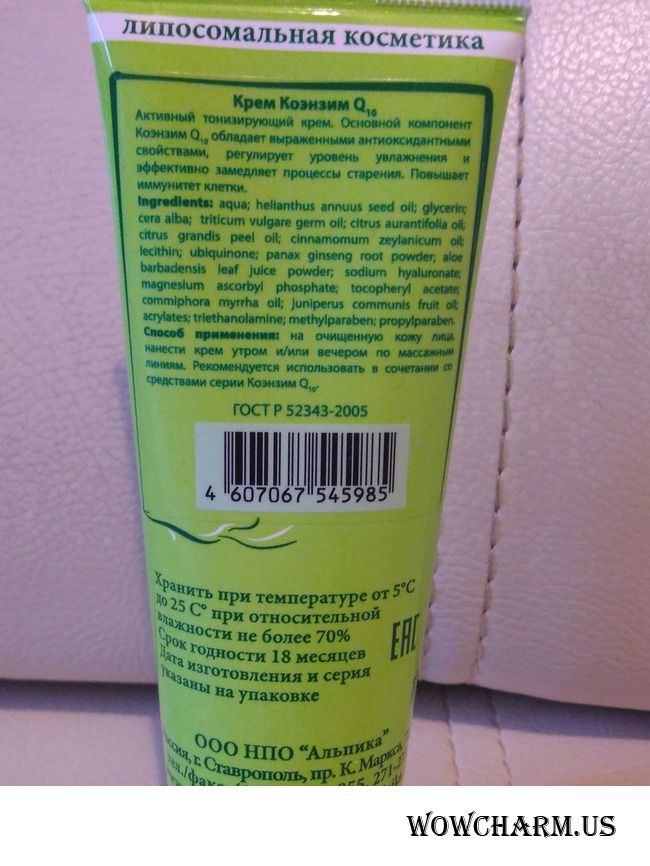 липосомальная косметика
Крем Коэнзим Q10
Активный тонизирующий крем. Основной компонент
Коэнзим Q10 обладает выраженными антиоксидантными
свойствами, регулирует уровень увлажнения и
эффективно замедляет процессы старения. Повышает
иммунитет клетки.
Ingredients: aqua; helianthus annuus seed oil; glycerin;
cera alba; triticum vulgare germ oil; citrus aurantifolia oil;
citrus grandis peel oil; cinnamomum zeylanicum oil;
lecithin; ubiquinone; panax ginseng root powder; aloe
barbadensis leaf juice powder; sodium hyaluronate;
magnesium ascorbyl phosphate; tocopheryl acetate;
commiphora myrrha oil; juniperus communis fruit oil;
acrylates; triethanolamine; methylparaben; propylparaben.
Способ применения: на очищенную кожу лица,
нанести крем утром и/или вечером по массажным
линиям. Рекомендуется использовать в сочетании со
средствами серии Коэнзим Q10.
ГОСТ Р 52343-2005
4 607067 545985
Хранить при температуре от 5°С
до 25 С° при относительной
влажности не более 70%
Срок годности 18 месяцев
Дата изготовления и серия
указаны на упаковке
EAC
ООО НПО "Альпика"
г. Ставрополь, пр. К. Маркса,
тел./факс
WOWCHARM.US